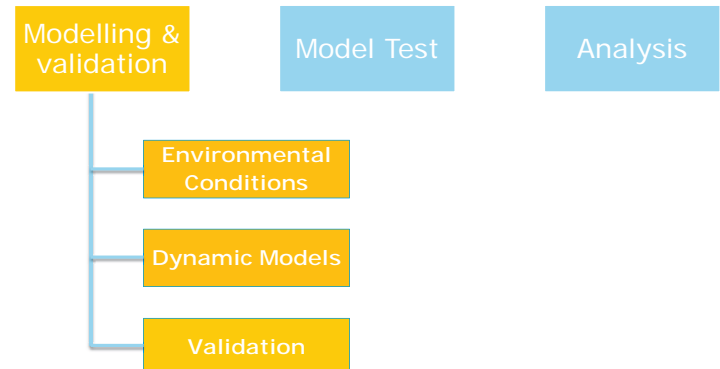 Modelling &
validation
Model Test
Analysis
Environmental
Conditions
Dynamic Models
Validation